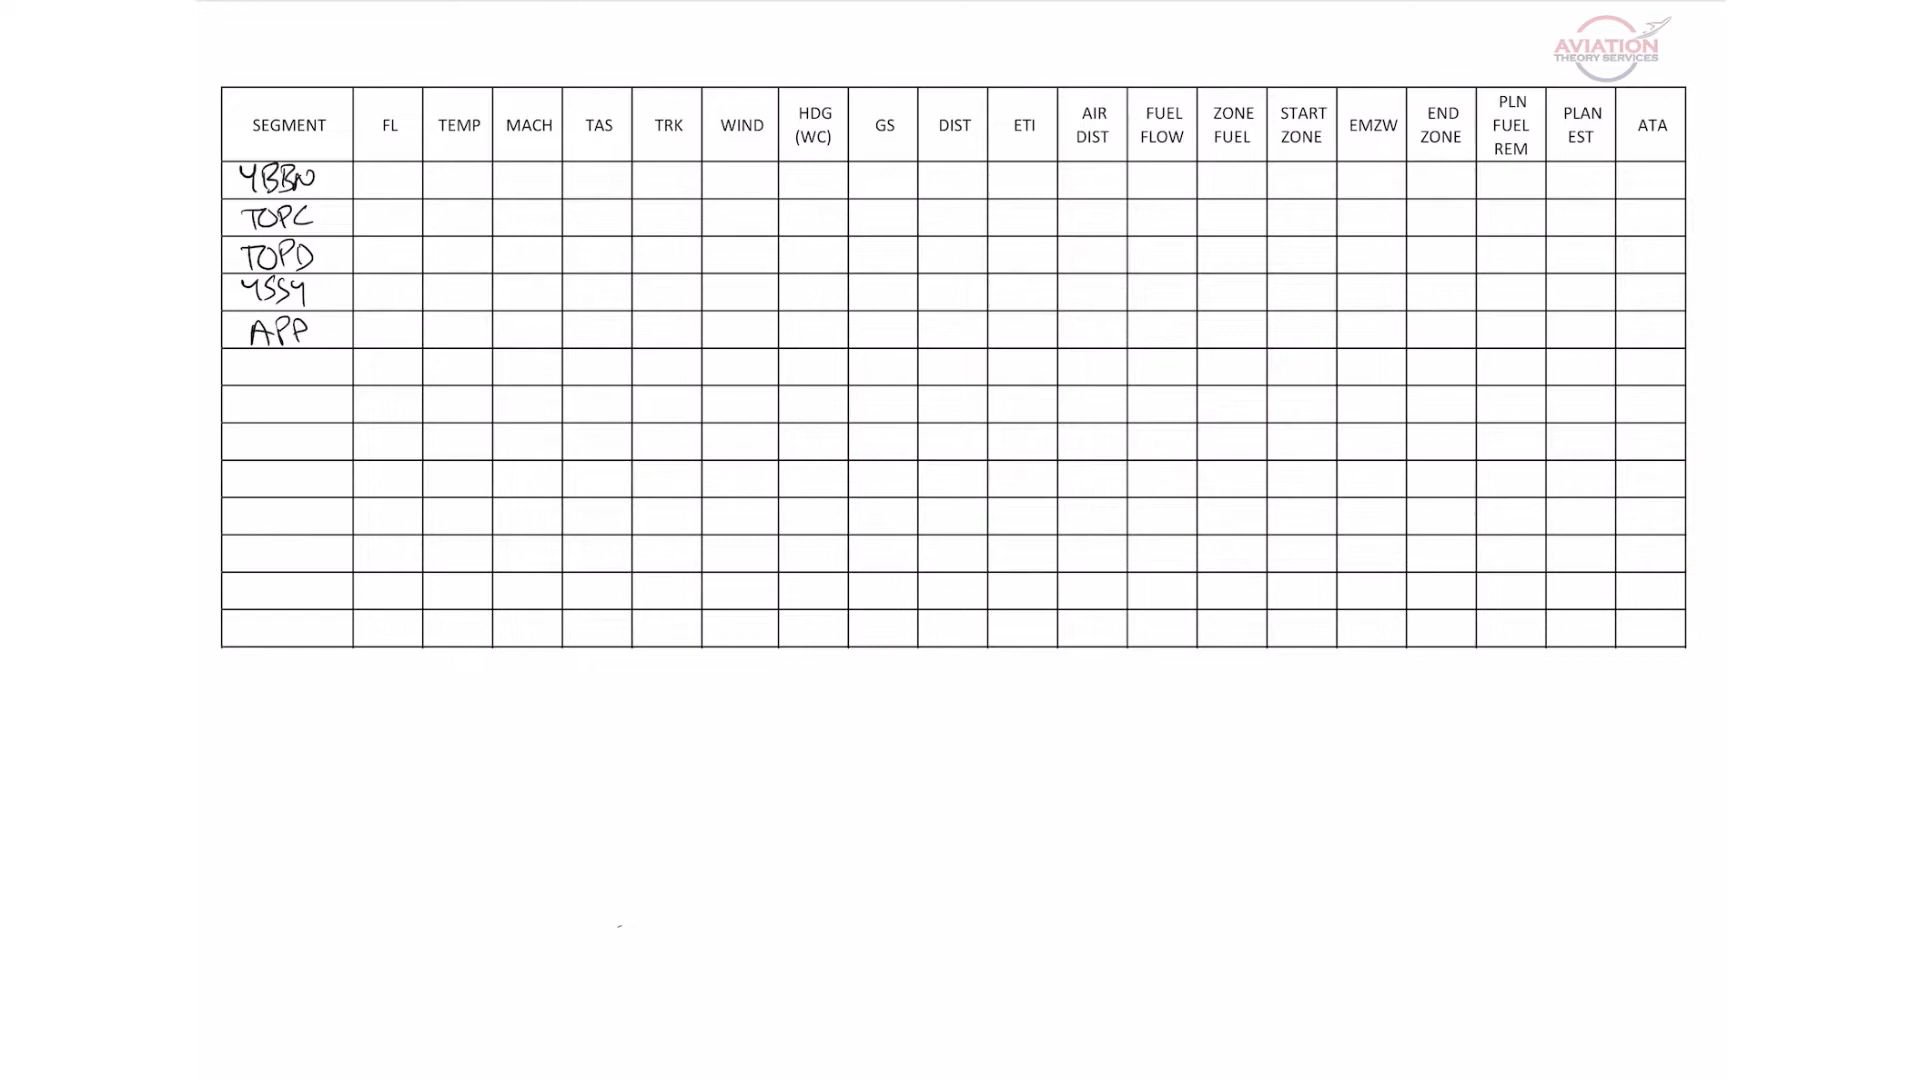 AVIATION
THEORY SERVICES
SEGMENT FL TEMP MACH TAS TRK WIND HDG (WC) GS DIST ETI AIR DIST FUEL FLOW ZONE FUEL START ZONE EMZW END ZONE PLN FUEL REM PLAN EST ATA
YBBN
TOPC
TOPD
YSSY
APP